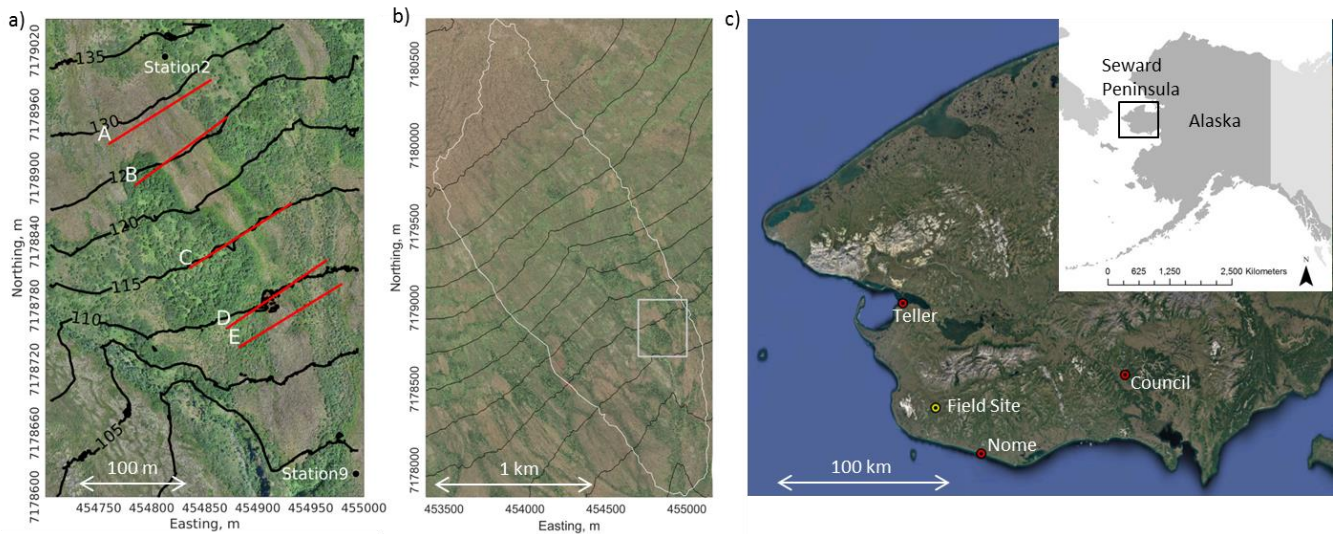 a)
7179020
7178960
7178900
7178840
7178780
7178720
7178660
7178600
Northing, m
135
Station2
130
A
B
120
C
115
D
E
110
105
Station9
100 m
454750 454800 454850 454900 454950 455000
Easting, m
b)
7180500
7180000
7179500
7179000
7178500
7178000
Northing, m
1 km
453500 454000 454500 455000
Easting, m
c)
Seward
Peninsula
Alaska
N
0 625 1,250 2,500 Kilometers
Teller
Council
Field Site
Nome
100 km